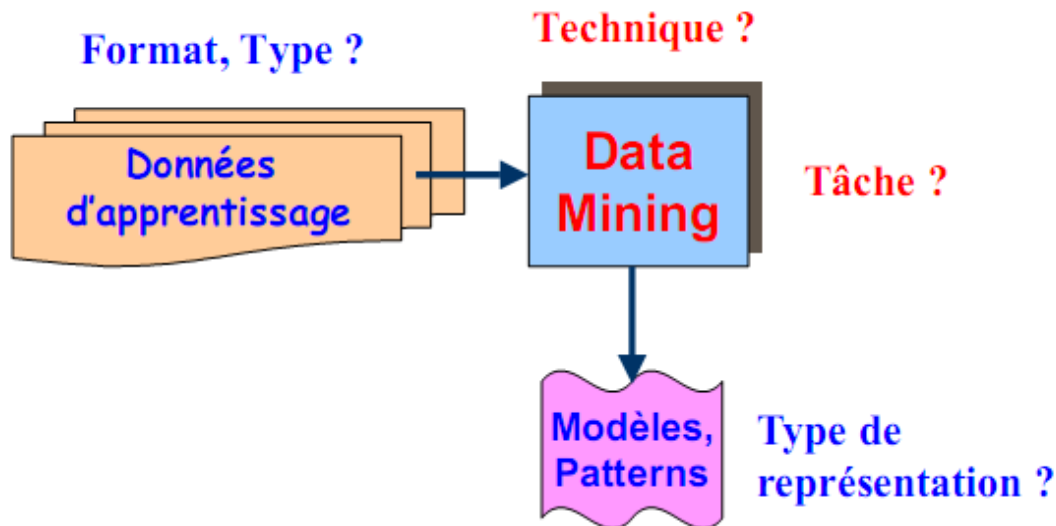 Format, Type ?
Technique ?
Données
d'apprentissage
Data
Mining
Tâche ?
Modèles,
Patterns
Type de
représentation ?